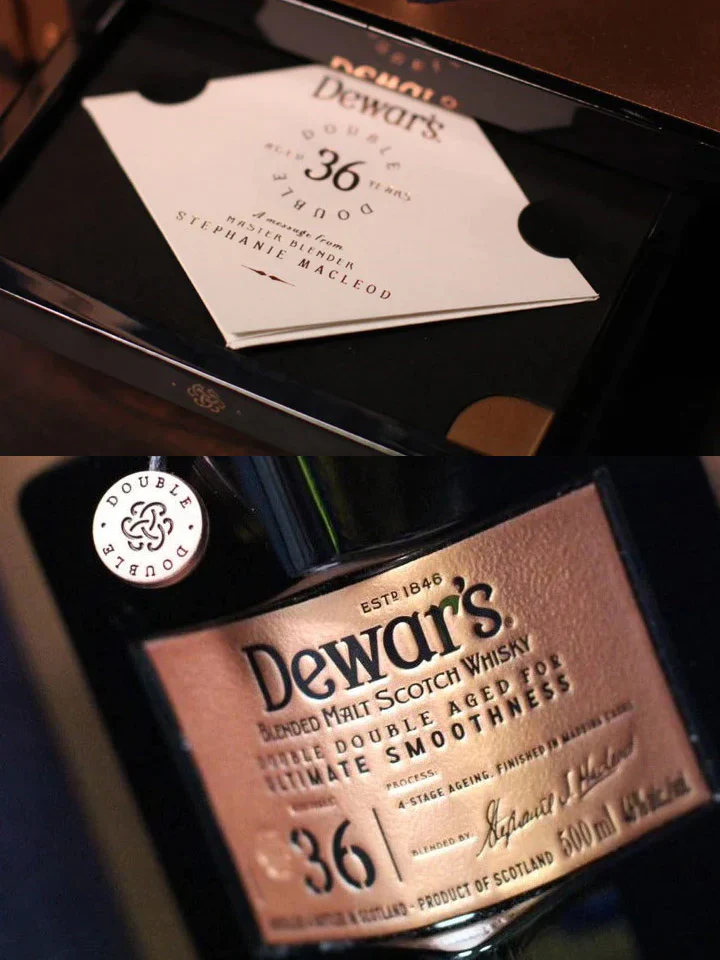 Dewar's
DOUBLE
AGED 36 YEARS
DOUBLE
A message from
MASTER BLENDER
STEPHANIE MACLEOD
DOUBLE
DOUBLE
ESTD 1846
Dewar's
BLENDED MALT SCOTCH WHISKY
DOUBLE DOUBLE AGED FOR
ULTIMATE SMOOTHNESS
PROCESS:
4-STAGE AGEING. FINISHED IN
CASKS
36
BLENDED BY: Stephanie J. Macleod
500 ml
PRODUCT OF SCOTLAND